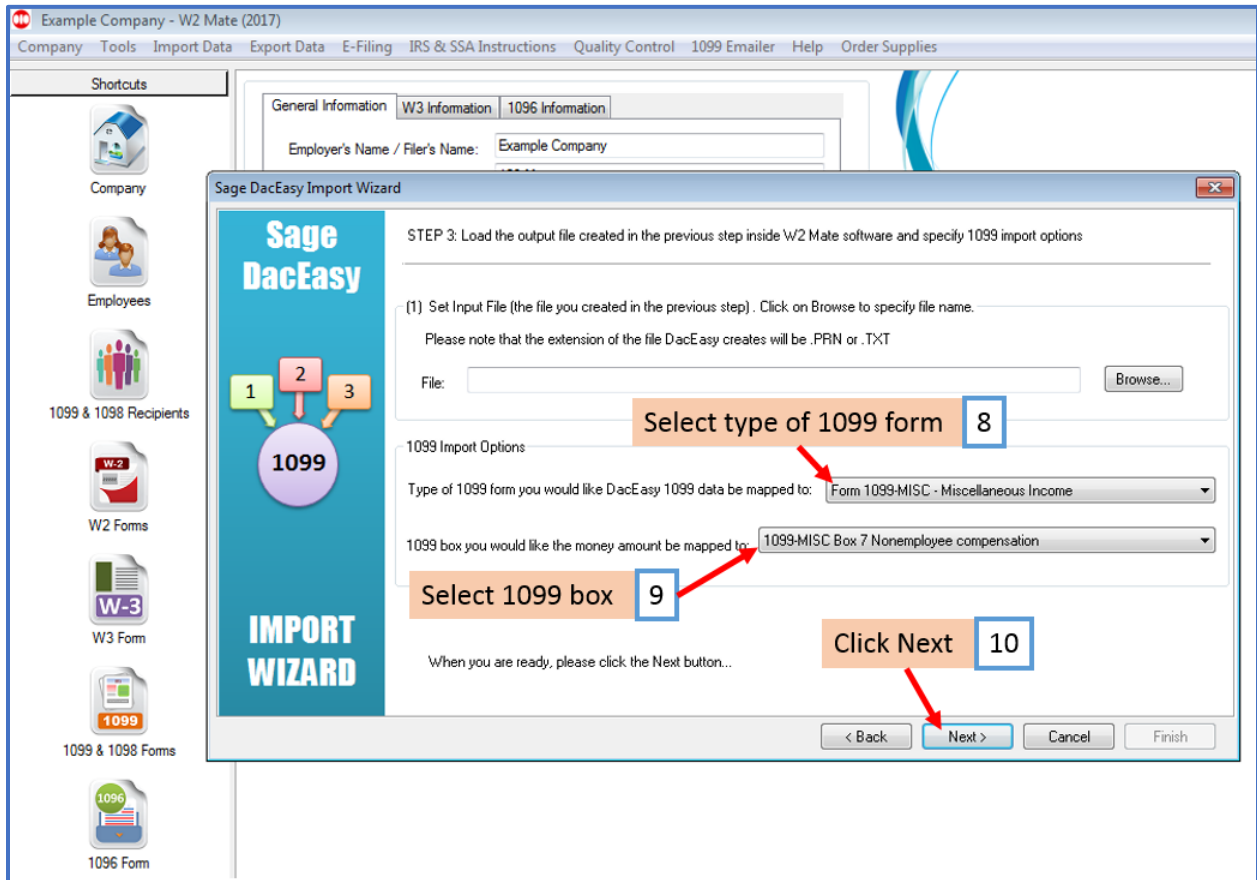 Example Company - W2 Mate (2017)
Company Tools Import Data Export Data E-Filing IRS & SSA Instructions Quality Control 1099 Emailer Help Order Supplies
Shortcuts
Company
Employees
1099 & 1098 Recipients
W-2
W2 Forms
W-3
W3 Form
1099
1099 & 1098 Forms
1096
1096 Form
General Information W3 Information 1096 Information
Employer's Name / Filer's Name: Example Company
Sage DacEasy Import Wizard
Sage
DacEasy
1 2 3
1099
IMPORT
WIZARD
STEP 3: Load the output file created in the previous step inside W2 Mate software and specify 1099 import options
(1) Set Input File (the file you created in the previous step) . Click on Browse to specify file name.
Please note that the extension of the file DacEasy creates will be .PRN or .TXT
File: Browse...
Select type of 1099 form 8
1099 Import Options
Type of 1099 form you would like DacEasy 1099 data be mapped to: Form 1099-MISC - Miscellaneous Income
1099 box you would like the money amount be mapped to: 1099-MISC Box 7 Nonemployee compensation
Select 1099 box 9
Click Next 10
When you are ready, please click the Next button...
< Back Next > Cancel Finish